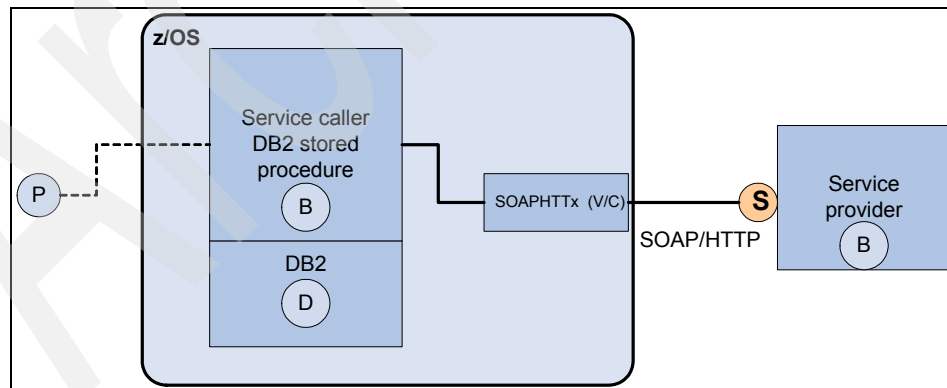 z/OS
Service caller
DB2 stored
procedure
B
DB2
D
P
SOAPHTTx (V/C)
SOAP/HTTP
S
Service
provider
B